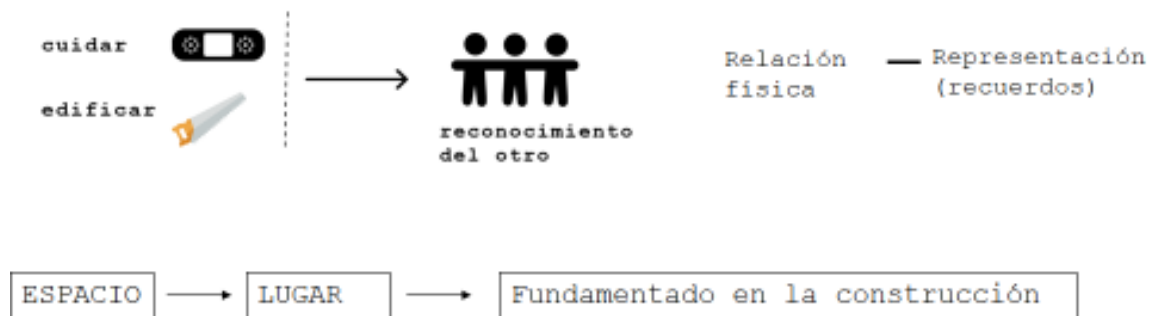 cuidar
edificar
reconocimiento
del otro
Relación
física
Representación
(recuerdos)
ESPACIO
LUGAR
Fundamentado en la construcción